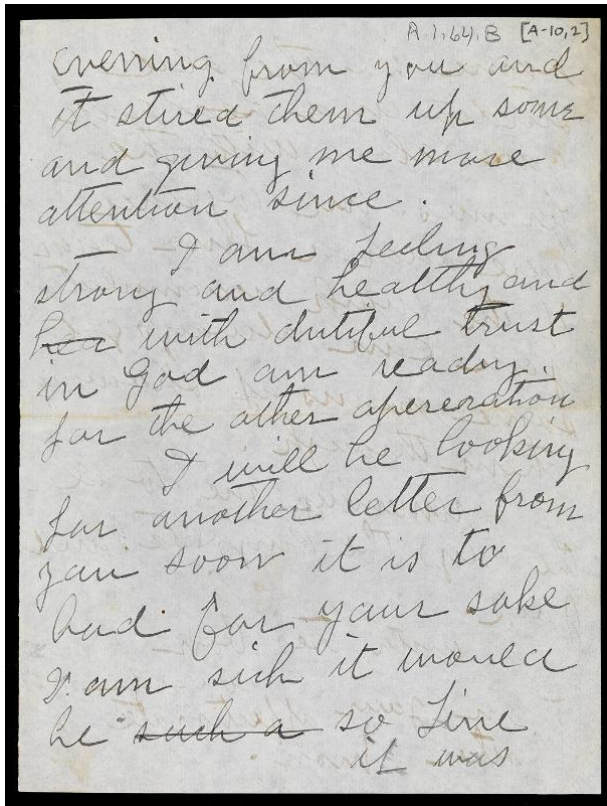 A.1.64.B [A-10,2]
evening from you and
it stired them up some
and giving me more
attention since.
I am feeling
strong and healthy and
her with dutiful trust
in God am ready.
for the other opereration
I will be looking
for another letter from
you soon it is to
bad for your sake
I am sick it would
be such a so fine
it was